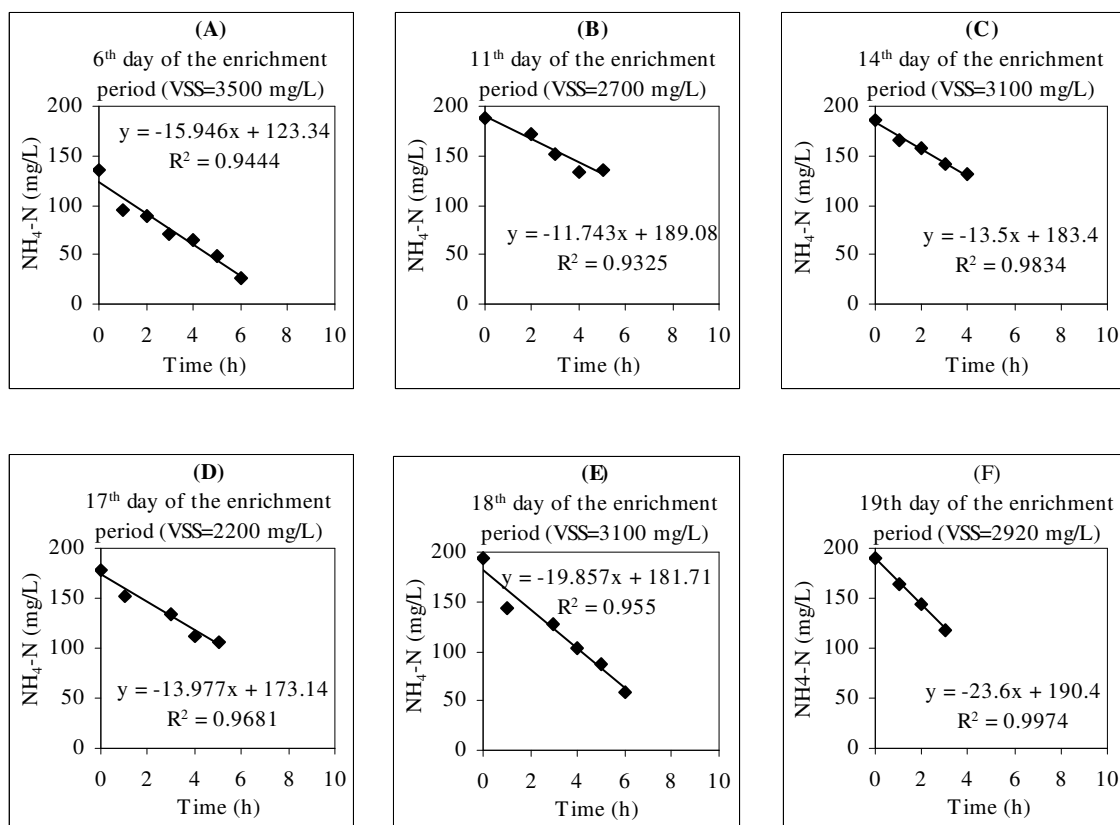 (A)
6th day of the enrichment
period (VSS=3500 mg/L)
200
150
100
50
0
NH4-N (mg/L)
y = -15.946x + 123.34
R² = 0.9444
0 2 4 6 8 10
Time (h)
(B)
11th day of the enrichment
period (VSS=2700 mg/L)
200
150
100
50
0
NH4-N (mg/L)
y = -11.743x + 189.08
R² = 0.9325
0 2 4 6 8 10
Time (h)
(C)
14th day of the enrichment
period (VSS=3100 mg/L)
200
150
100
50
0
NH4-N (mg/L)
y = -13.5x + 183.4
R² = 0.9834
0 2 4 6 8 10
Time (h)
(D)
17th day of the enrichment
period (VSS=2200 mg/L)
200
150
100
50
0
NH4-N (mg/L)
y = -13.977x + 173.14
R² = 0.9681
0 2 4 6 8 10
Time (h)
(E)
18th day of the enrichment
period (VSS=3100 mg/L)
200
150
100
50
0
NH4-N (mg/L)
y = -19.857x + 181.71
R² = 0.955
0 2 4 6 8 10
Time (h)
(F)
19th day of the enrichment
period (VSS=2920 mg/L)
200
150
100
50
0
NH4-N (mg/L)
y = -23.6x + 190.4
R² = 0.9974
0 2 4 6 8 10
Time (h)